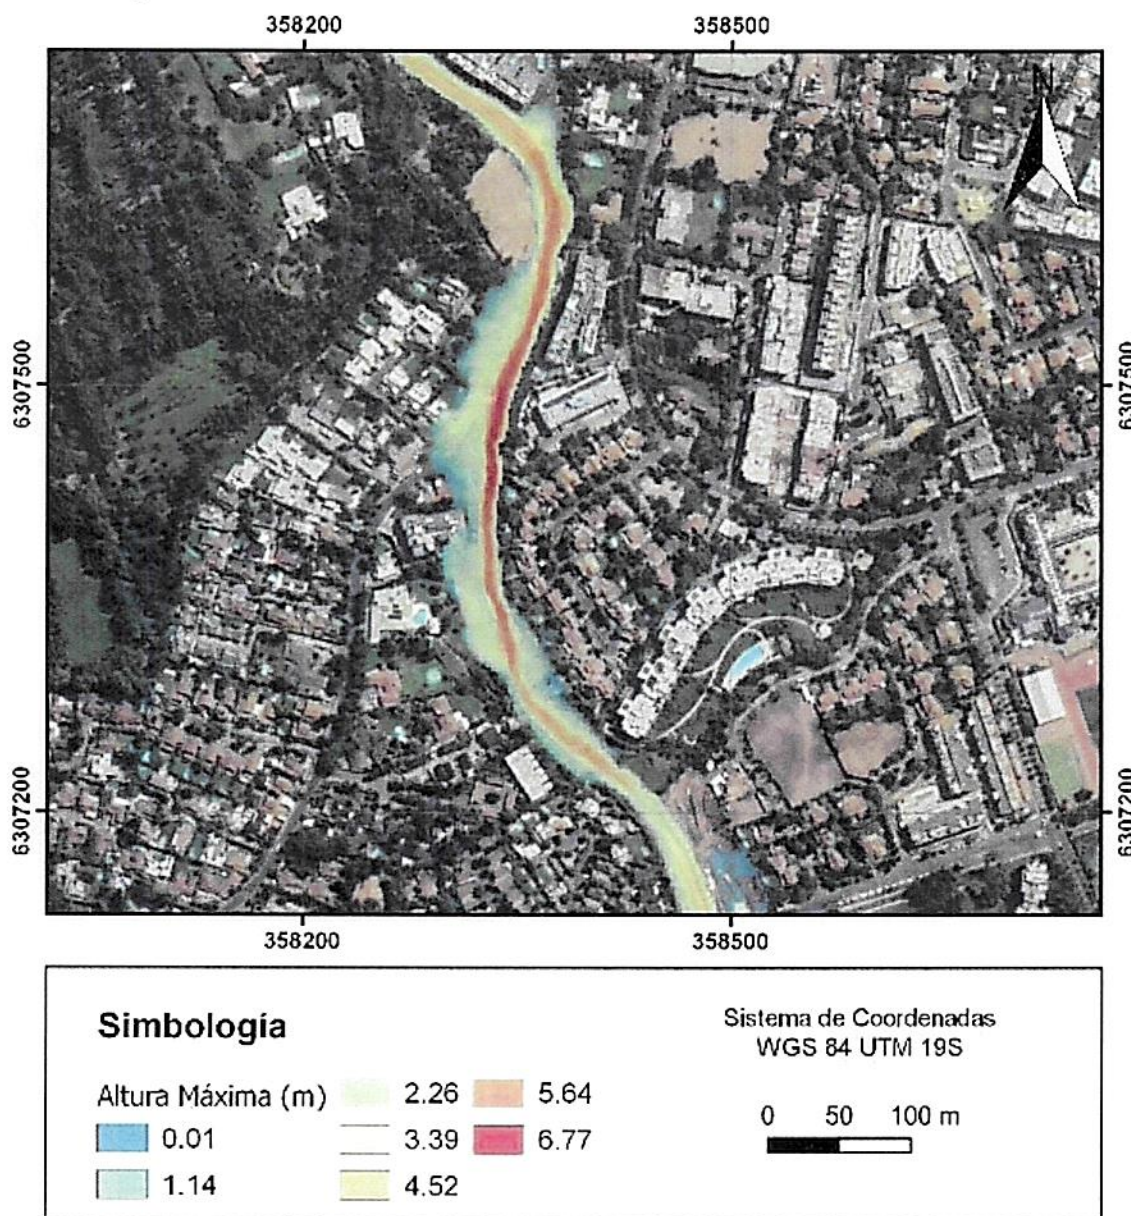 358200
358500
N
6307500
6307500
6307200
6307200
358200
358500
Simbología
Sistema de Coordenadas
WGS 84 UTM 19S
Altura Máxima (m)
0.01
1.14
2.26
3.39
4.52
5.64
6.77
0 50 100 m